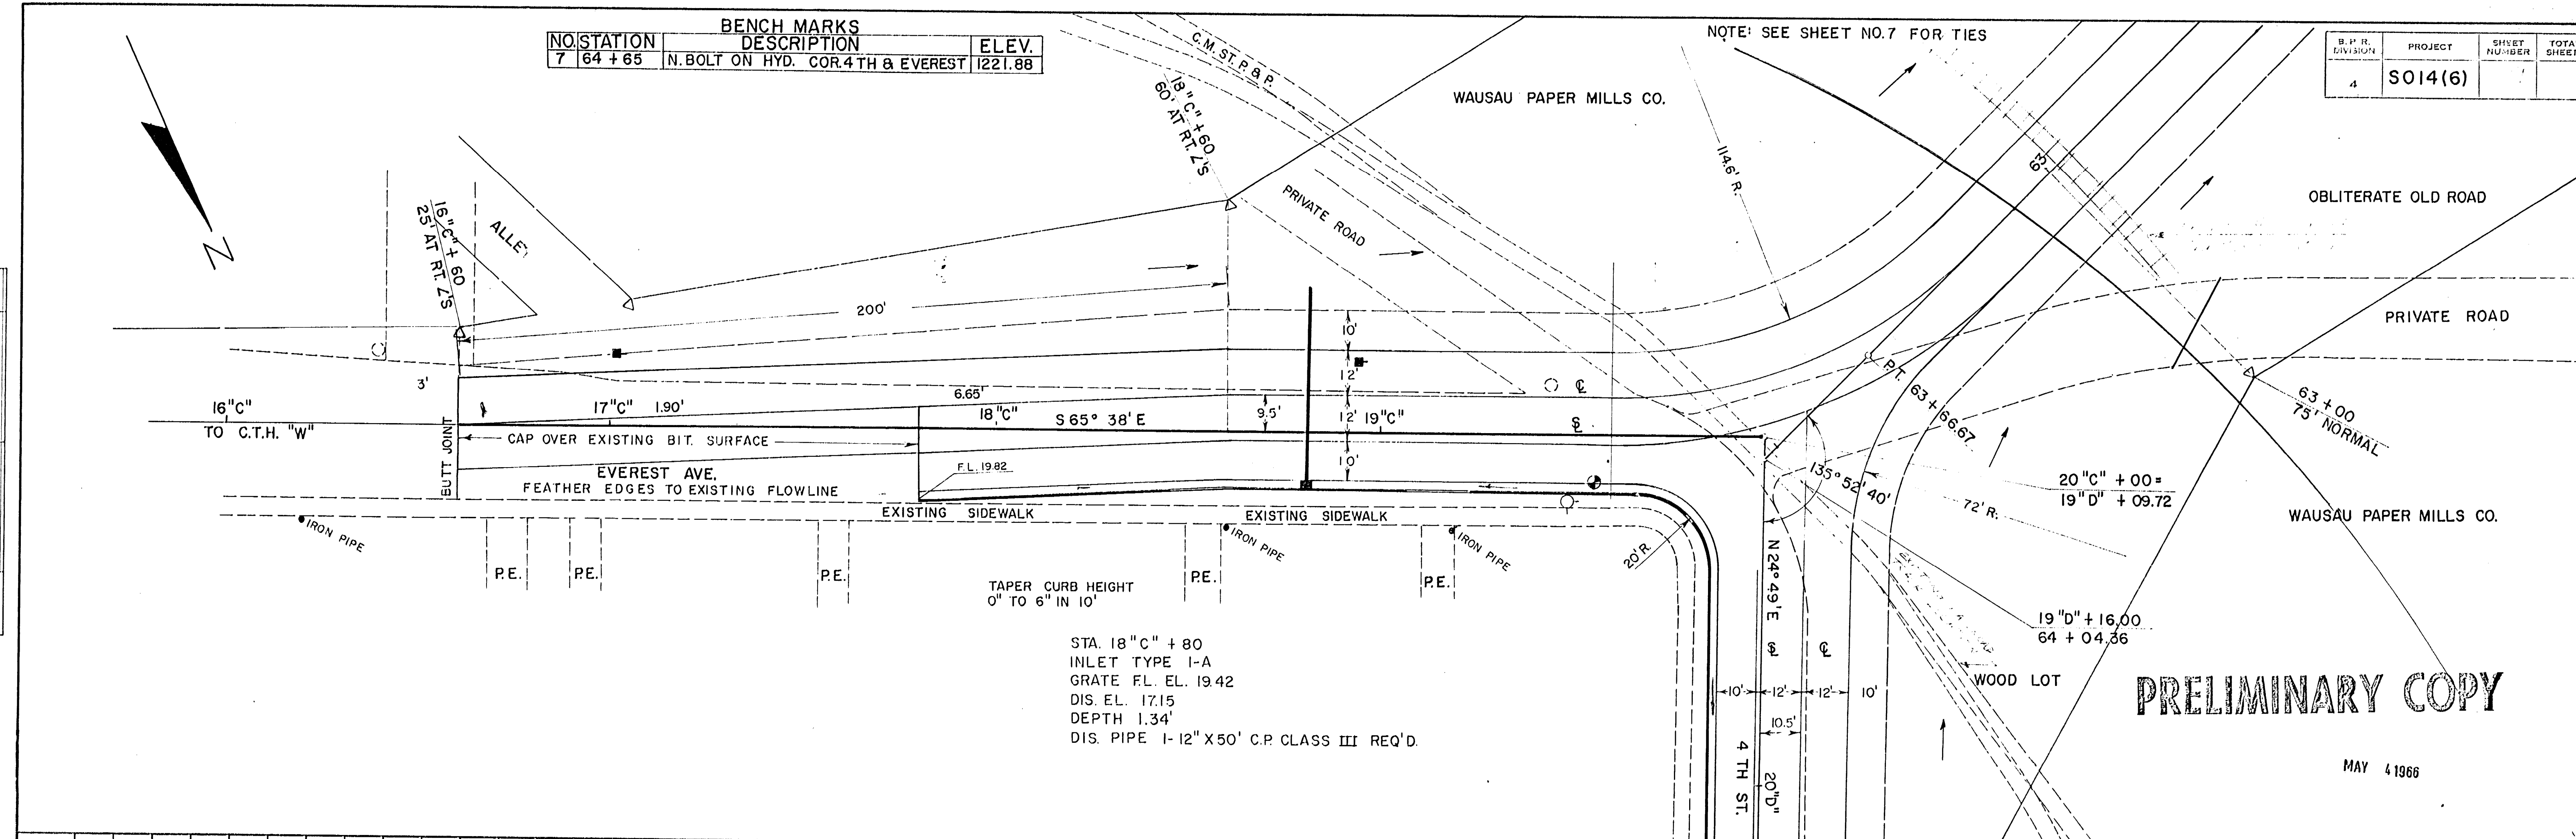 BENCH MARKS
NO. STATION DESCRIPTION ELEV.
7 64 + 65 N. BOLT ON HYD. COR. 4 TH & EVEREST 1221.88
NOTE: SEE SHEET NO. 7 FOR TIES
B. P. R. DIVISION PROJECT SHEET NUMBER
4 S014(6)
C. M. ST. P. & P.
WAUSAU PAPER MILLS CO.
18 "C" + 60
60' AT RT. ∠'S
114.6' R.
63
OBLITERATE OLD ROAD
PRIVATE ROAD
16 "C" + 60
25' AT RT. ∠'S
ALLEY
N
200'
10'
12'
PRIVATE ROAD
3'
6.65'
16 "C"
17 "C"
1.90'
18 "C"
S 65° 38' E
9.5'
12'
19 "C"
TO C.T.H. "W"
BUTT JOINT
CAP OVER EXISTING BIT. SURFACE
EVEREST AVE.
FEATHER EDGES TO EXISTING FLOWLINE
F.L. 19.82
10'
P.T. 63 + 66.67
63 + 00
75' NORMAL
135° 52' 40"
20 "C" + 00 =
19 "D" + 09.72
72' R.
WAUSAU PAPER MILLS CO.
EXISTING SIDEWALK
EXISTING SIDEWALK
IRON PIPE
IRON PIPE
IRON PIPE
P.E.
P.E.
P.E.
P.E.
P.E.
20' R.
TAPER CURB HEIGHT
0" TO 6" IN 10'
N 24° 49' E
19 "D" + 16.00
64 + 04.36
STA. 18 "C" + 80
INLET TYPE 1-A
GRATE F.L. EL. 19.42
DIS. EL. 17.15
DEPTH 1.34'
DIS. PIPE 1-12" X 50' C.P. CLASS III REQ'D.
WOOD LOT
10'
12'
12'
10'
10.5'
4 TH ST.
20 "D"
PRELIMINARY COPY
MAY 4 1966